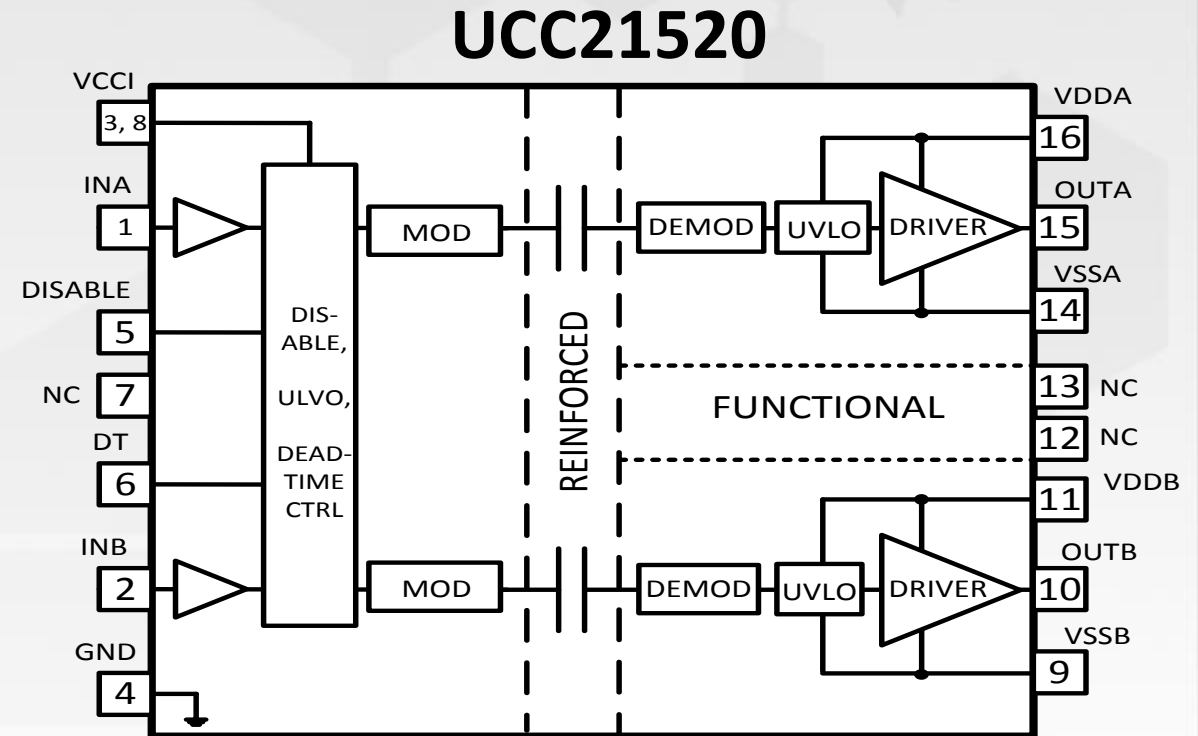 UCC21520
VCCI
3, 8
INA
1
DISABLE
5
NC 7
DT
6
INB
2
GND
4
DIS-
ABLE,
ULVO,
DEAD-
TIME
CTRL
MOD
MOD
REINFORCED
DEMOD
UVLO
DRIVER
FUNCTIONAL
DEMOD
UVLO
DRIVER
VDDA
16
OUTA
15
VSSA
14
13 NC
12 NC
VDDB
11
OUTB
10
VSSB
9